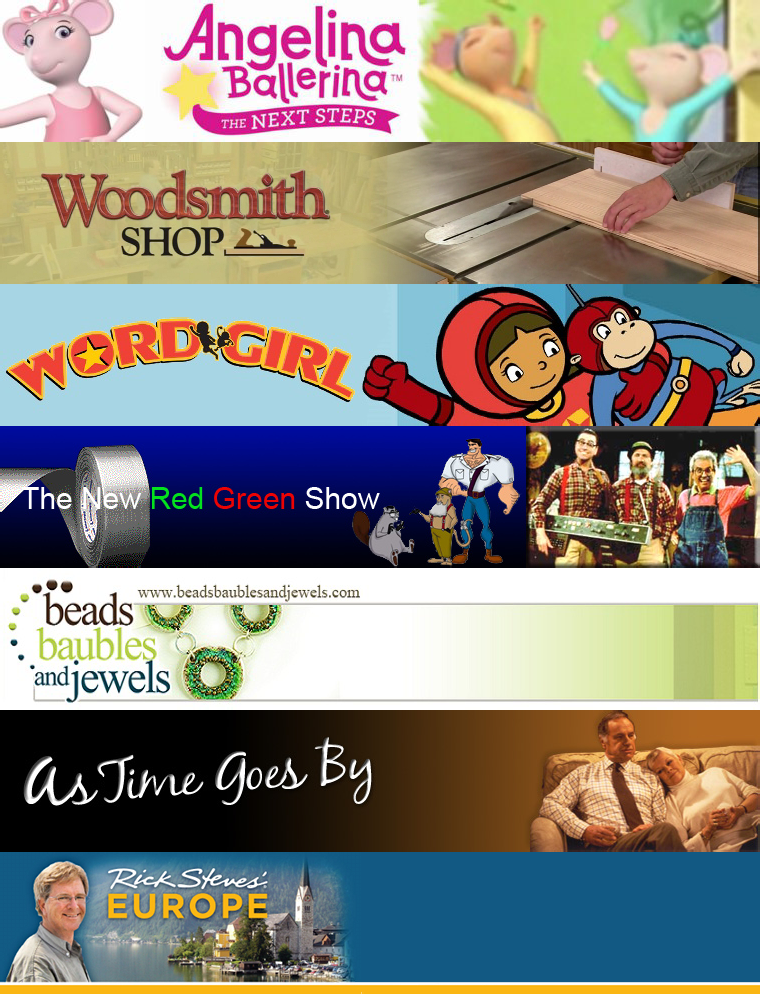 Angelina
Ballerina™
THE NEXT STEPS
Woodsmith
SHOP
WORDGIRL
The New Red Green Show
www.beadsbaublesandjewels.com
beads
baubles
and jewels
As Time Goes By
Rick Steves'
EUROPE